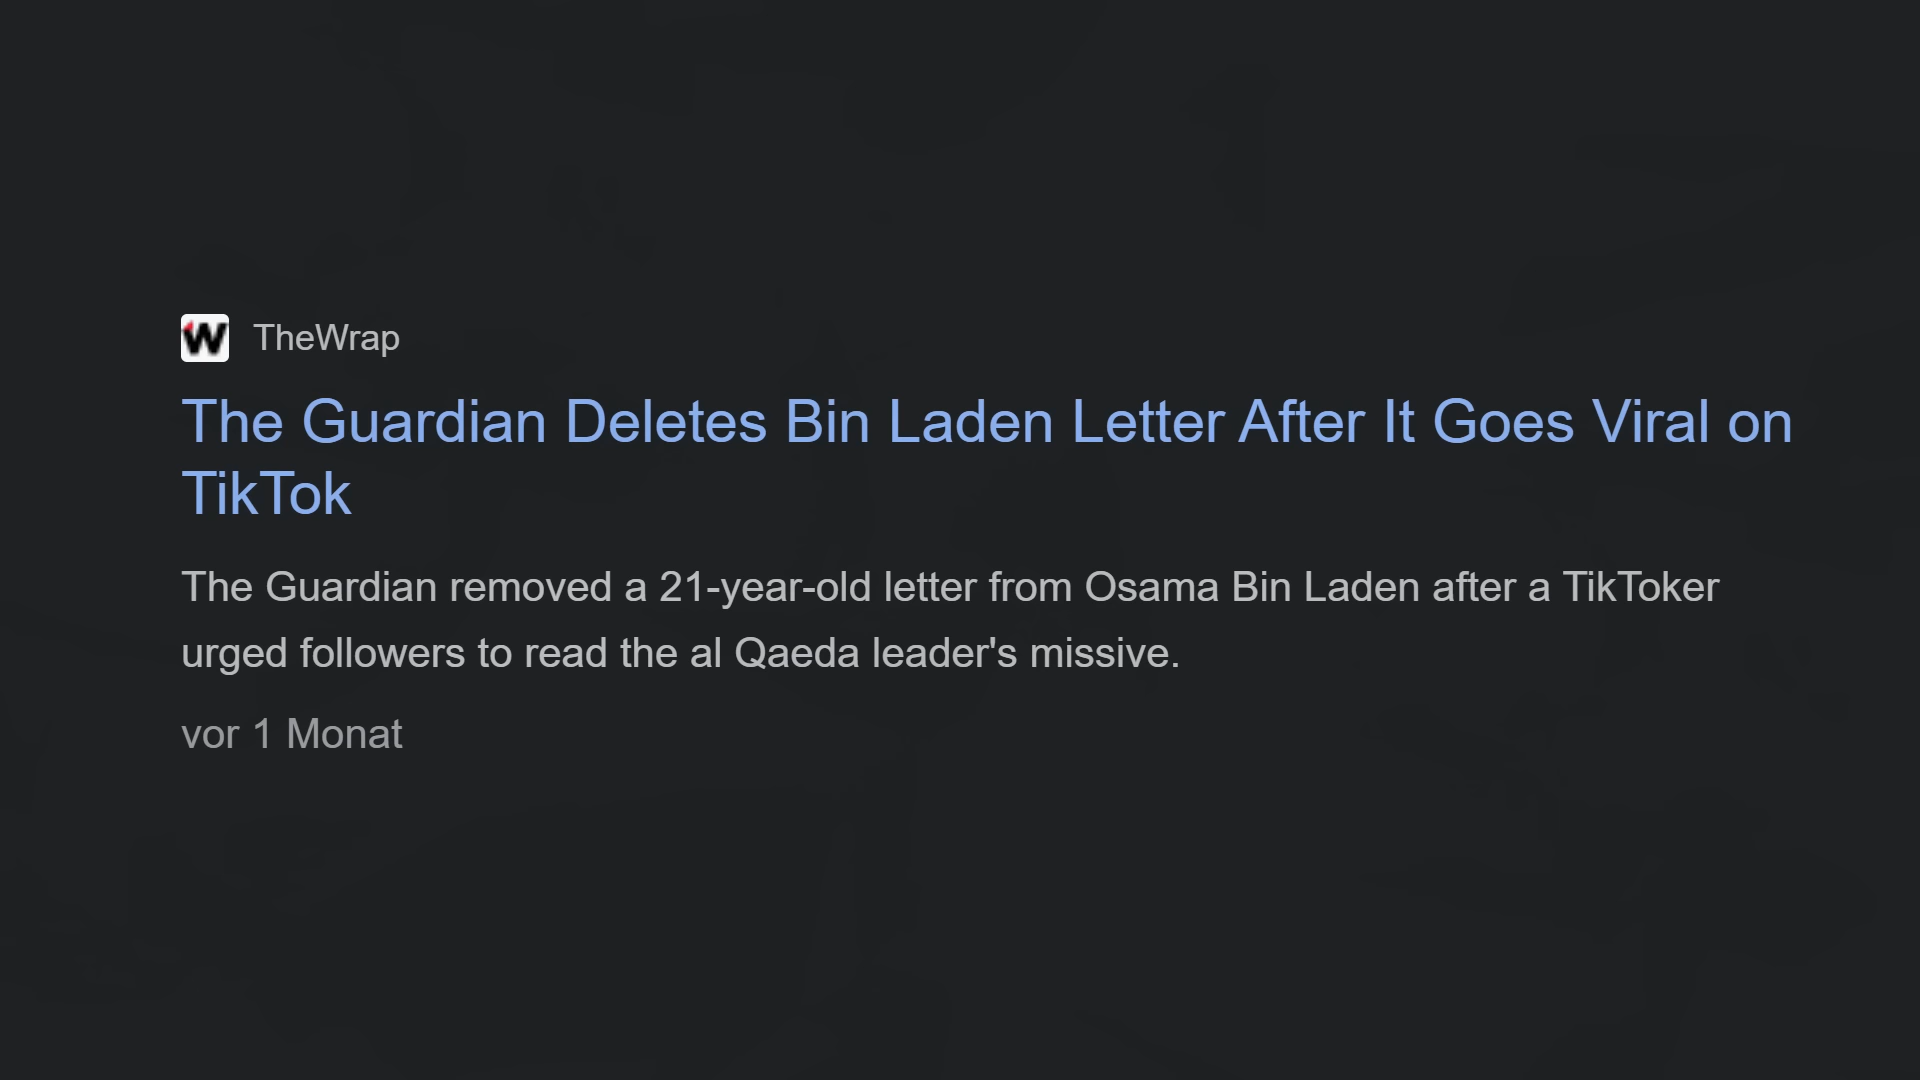 W TheWrap
The Guardian Deletes Bin Laden Letter After It Goes Viral on
TikTok
The Guardian removed a 21-year-old letter from Osama Bin Laden after a TikToker
urged followers to read the al Qaeda leader's missive.
vor 1 Monat